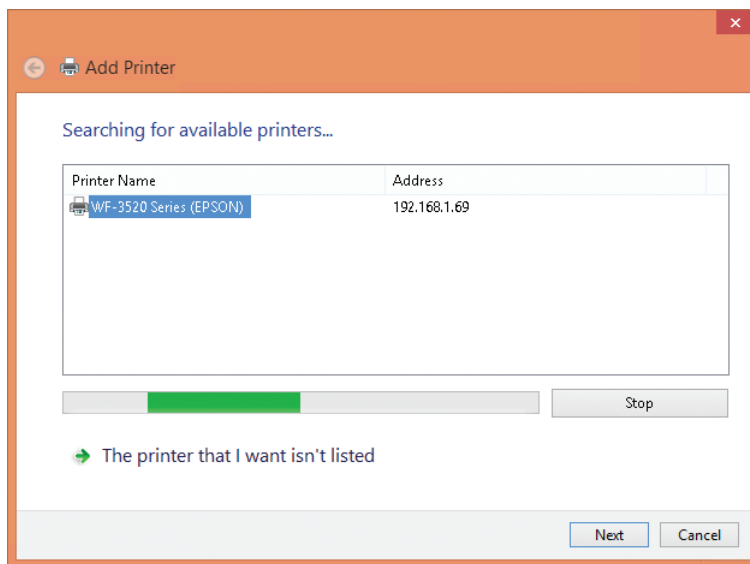 Add Printer
Searching for available printers...
Printer Name Address
WF-3520 Series (EPSON) 192.168.1.69
Stop
The printer that I want isn't listed
Next Cancel